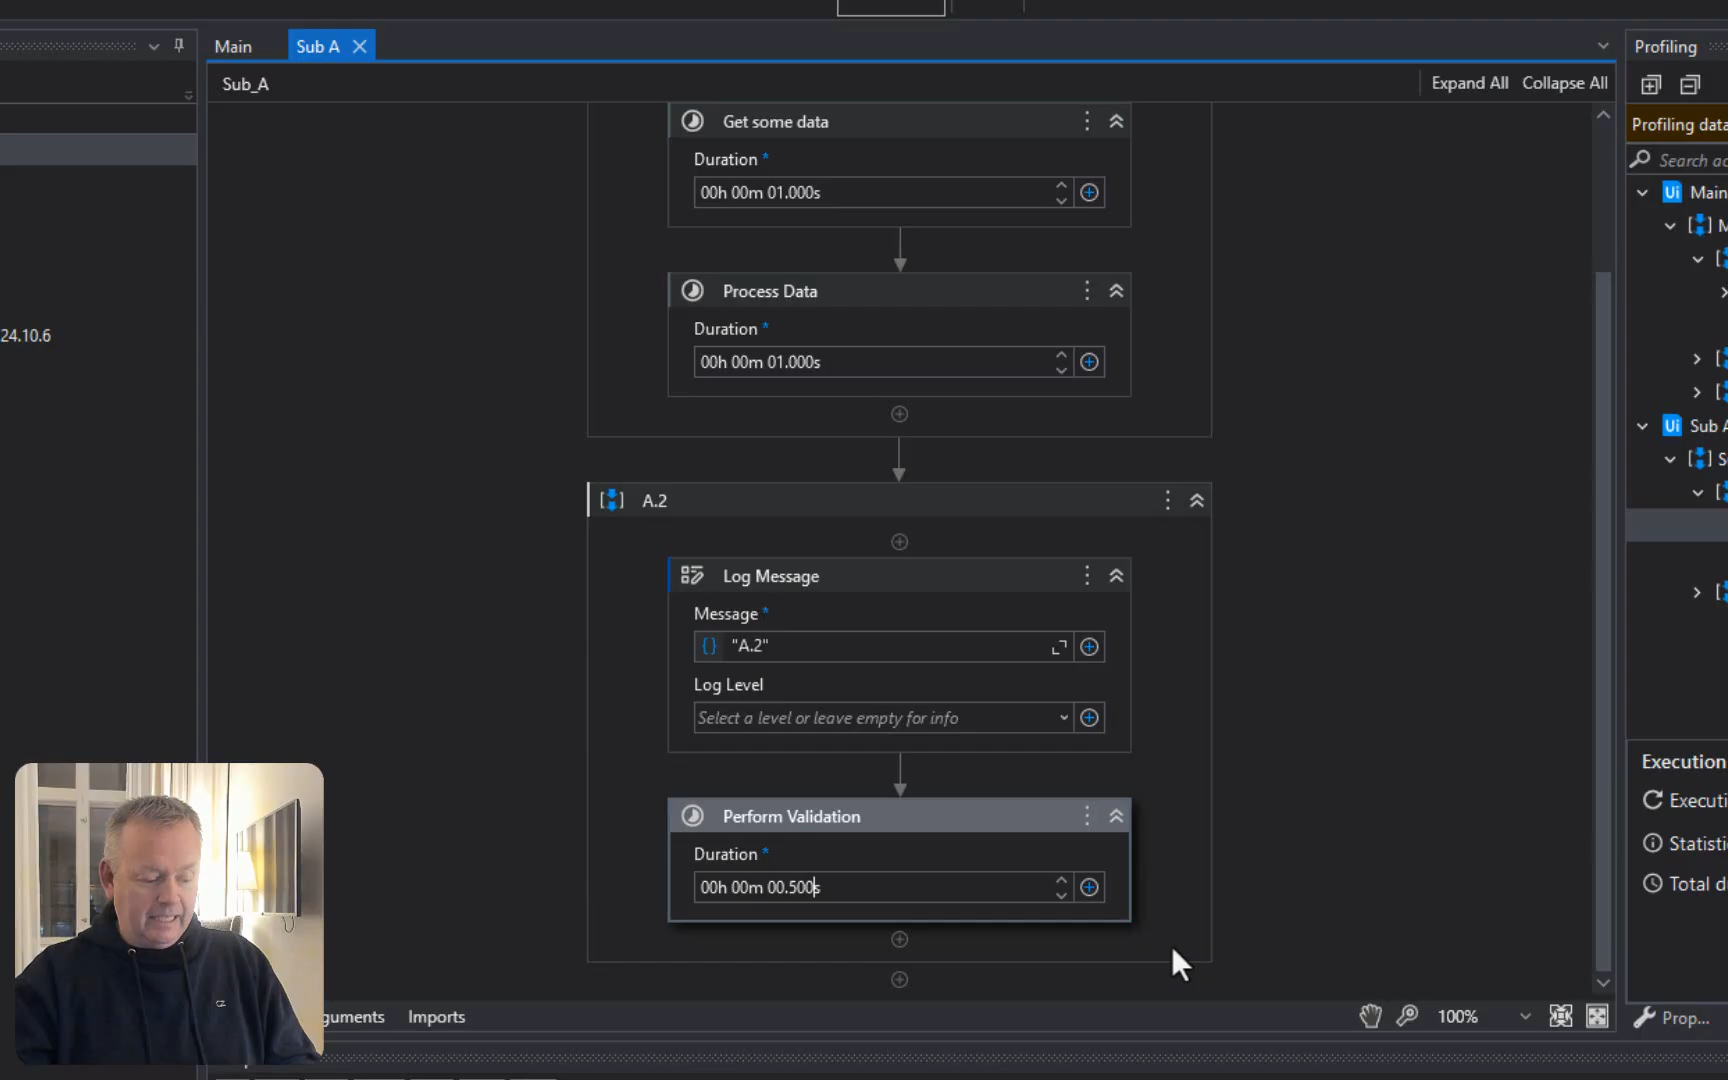 Main
Sub A
Profiling
Sub_A
Expand All
Collapse All
Get some data
Duration *
00h 00m 01.000s
Process Data
Duration *
00h 00m 01.000s
A.2
Log Message
Message *
{} "A.2"
Log Level
Select a level or leave empty for info
Perform Validation
Duration *
00h 00m 00.500s
24.10.6
Profiling data
Search ac
Ui Main
M
Ui Sub A
S
Execution
Executi
Statistic
Total d
guments
Imports
100%
Prop...